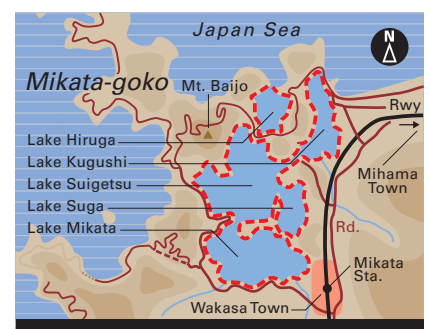 Japan Sea
N
Mikata-goko
Mt. Baijo
Rwy
Lake Hiruga
Lake Kugushi
Mihama
Town
Lake Suigetsu
Lake Suga
Rd.
Lake Mikata
Mikata
Sta.
Wakasa Town